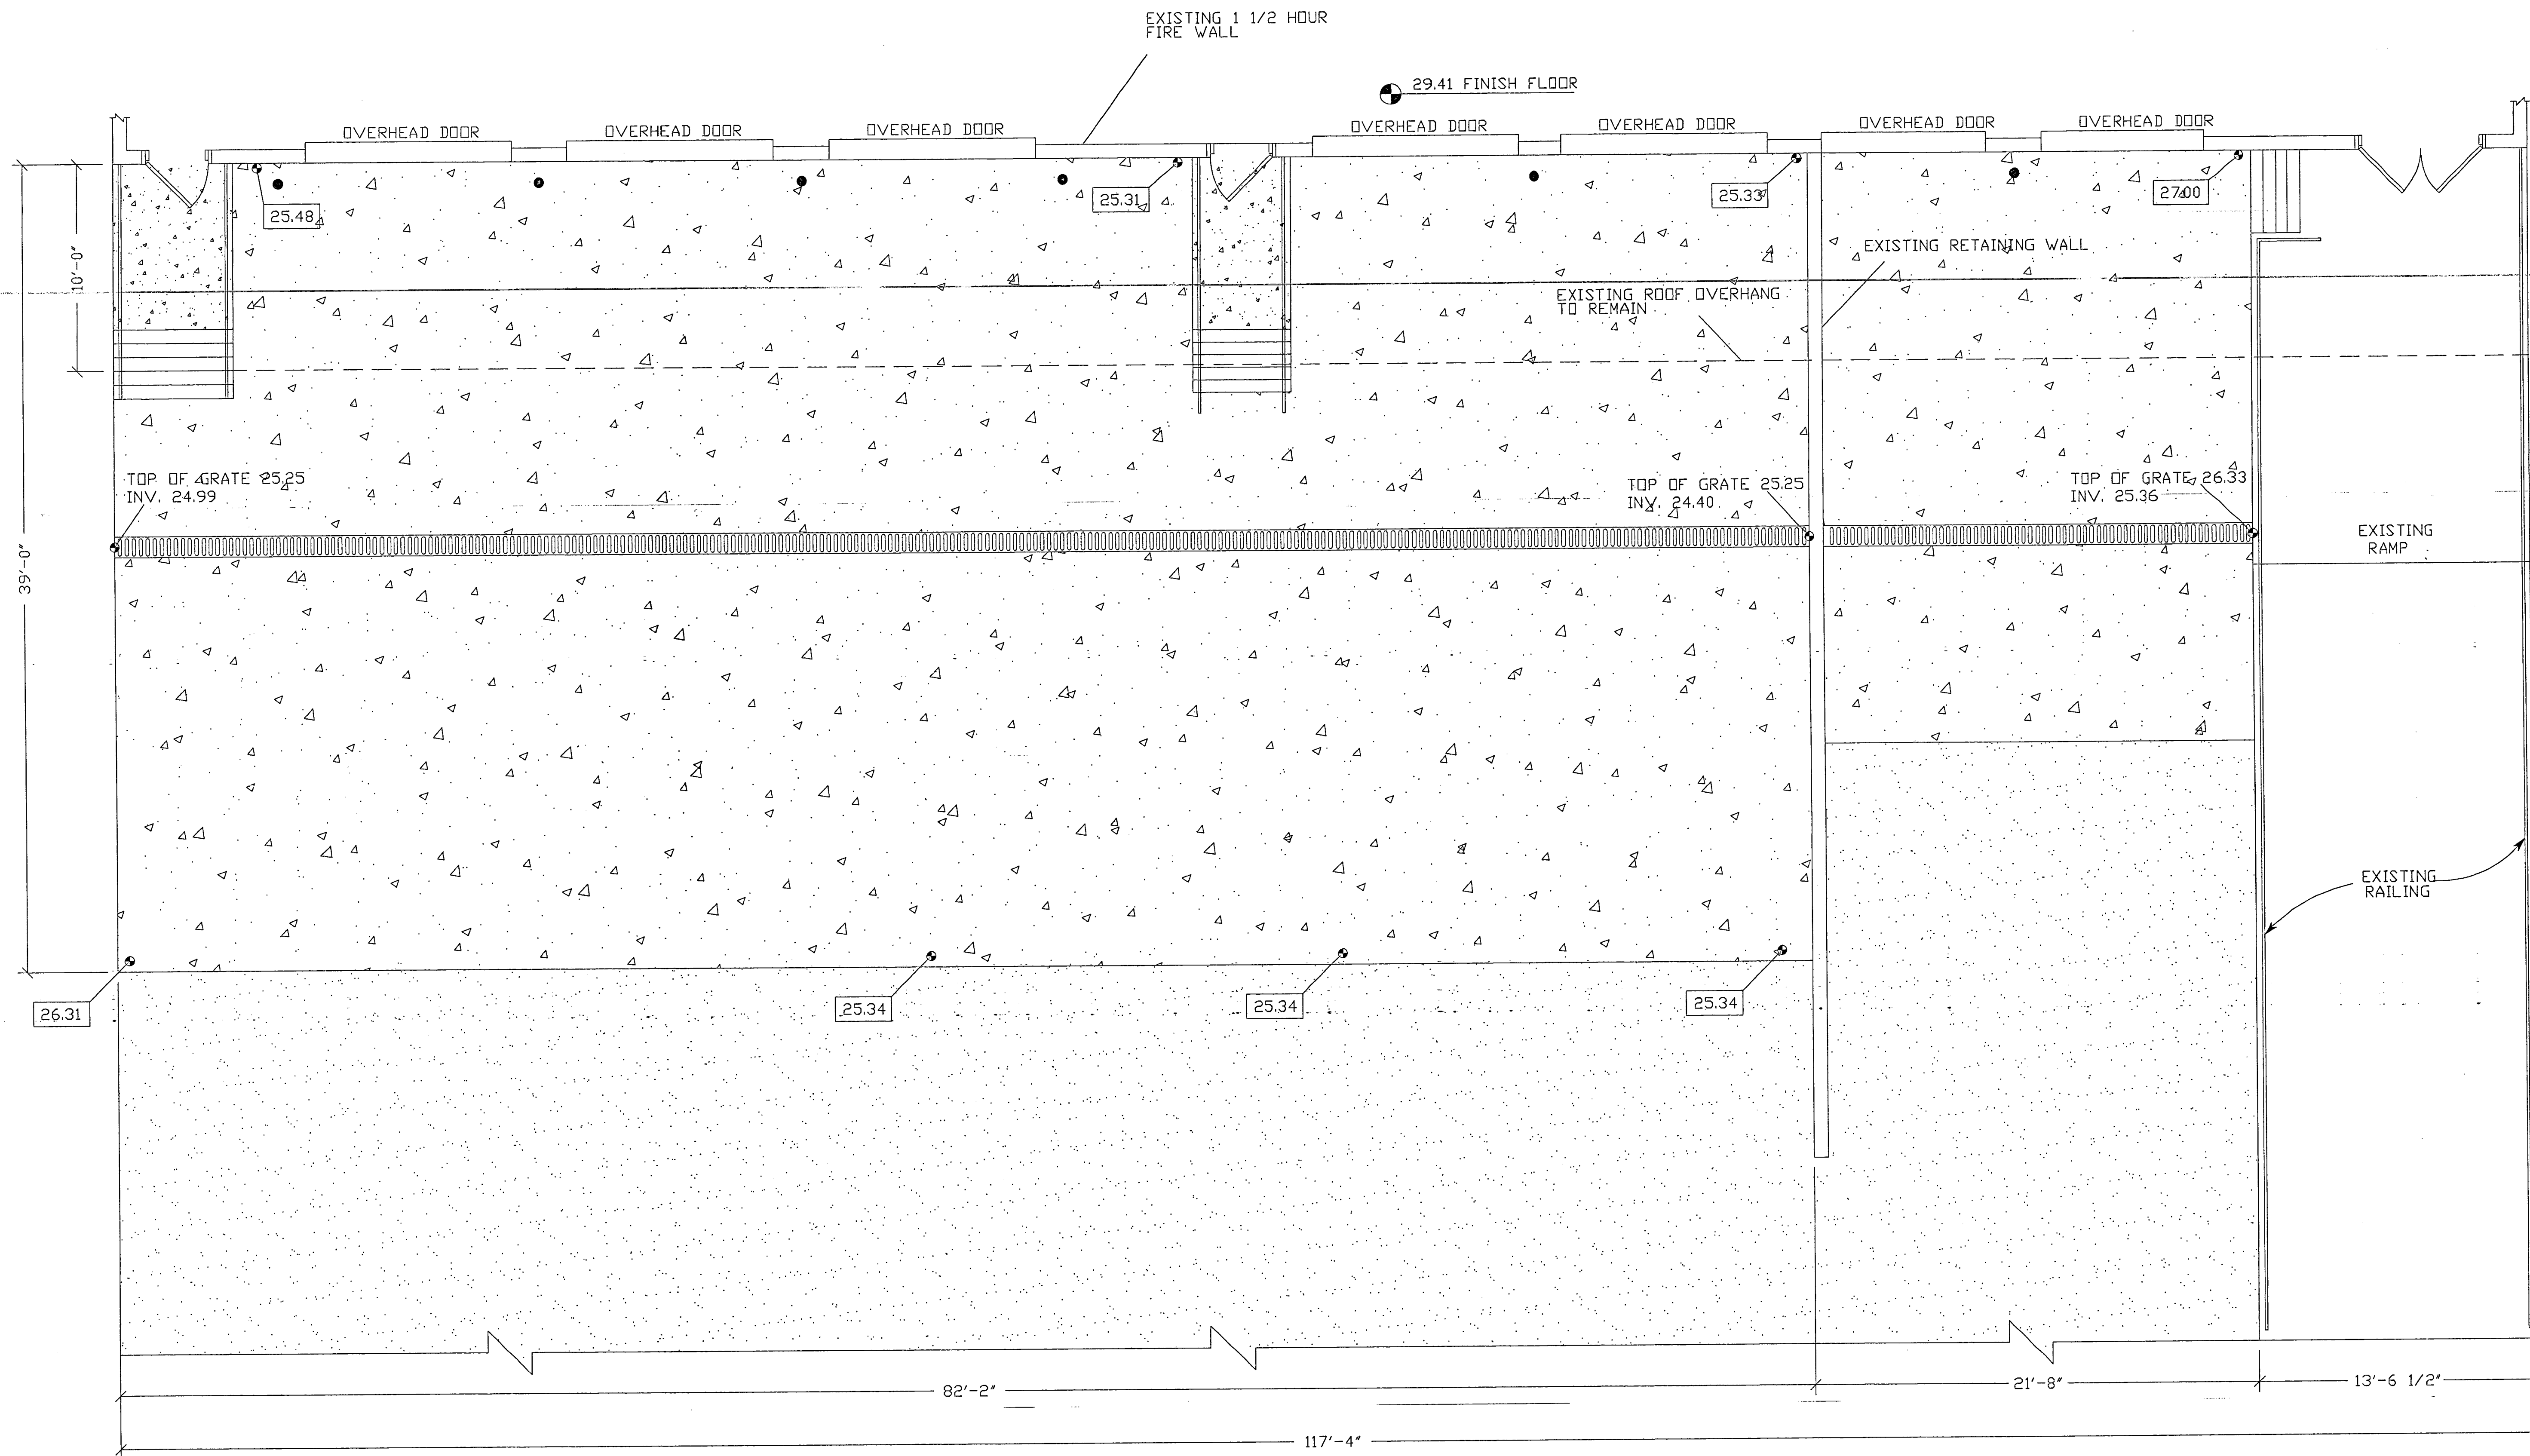 EXISTING 1 1/2 HOUR
FIRE WALL
29.41 FINISH FLOOR
OVERHEAD DOOR
OVERHEAD DOOR
OVERHEAD DOOR
OVERHEAD DOOR
OVERHEAD DOOR
OVERHEAD DOOR
OVERHEAD DOOR
25.48
25.31
25.33
27.00
10'-0"
EXISTING RETAINING WALL
EXISTING ROOF OVERHANG
TO REMAIN
TOP OF GRATE 25.25
INV. 24.99
TOP OF GRATE 25.25
INV. 24.40
TOP OF GRATE 26.33
INV. 25.36
EXISTING
RAMP
39'-0"
EXISTING
RAILING
26.31
25.34
25.34
25.34
82'-2"
21'-8"
13'-6 1/2"
117'-4"